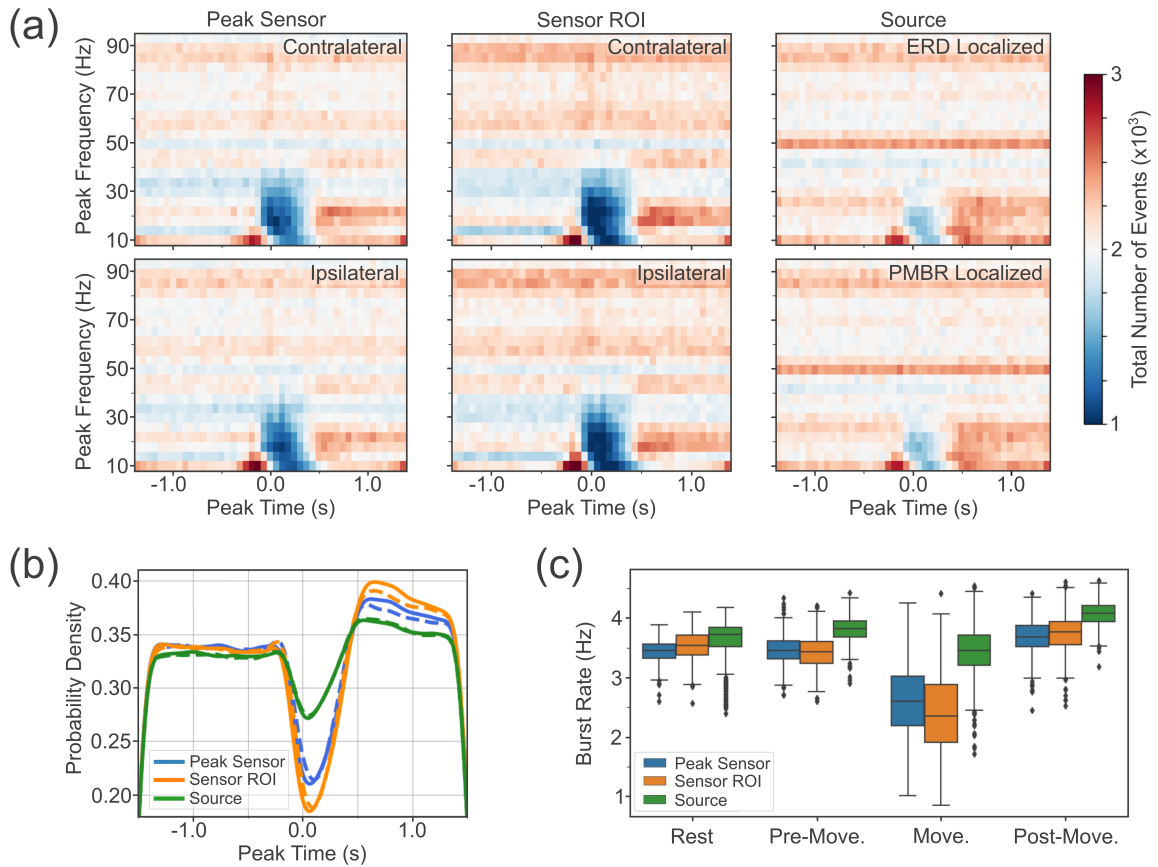 (a)
Peak Sensor
Sensor ROI
Source
Contralateral
Contralateral
ERD Localized
Peak Frequency (Hz)
90
70
50
30
10
Ipsilateral
Ipsilateral
PMBR Localized
Peak Frequency (Hz)
90
70
50
30
10
-1.0 0.0 1.0
-1.0 0.0 1.0
-1.0 0.0 1.0
Peak Time (s)
Peak Time (s)
Peak Time (s)
3
2
1
Total Number of Events (x10³)
(b)
Probability Density
0.40
0.35
0.30
0.25
0.20
Peak Sensor
Sensor ROI
Source
-1.0 0.0 1.0
Peak Time (s)
(c)
Burst Rate (Hz)
4
3
2
1
Peak Sensor
Sensor ROI
Source
Rest Pre-Move. Move. Post-Move.